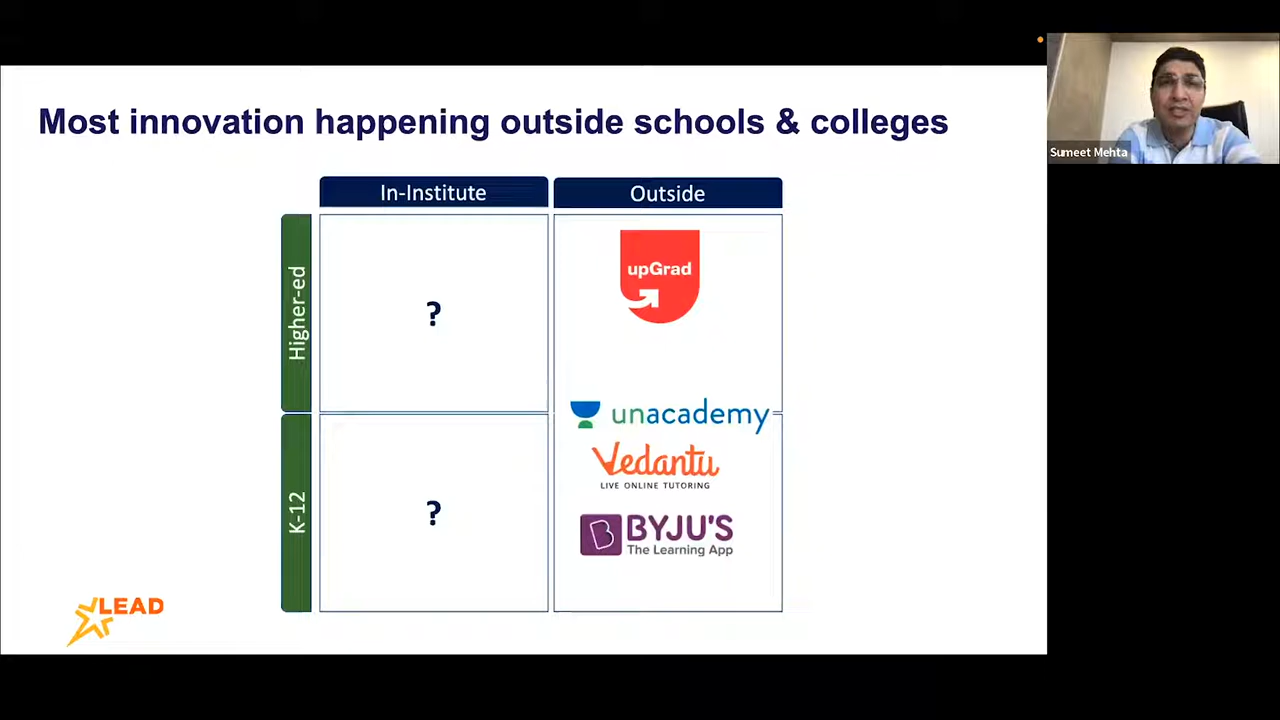 Most innovation happening outside schools & colleges
Sumeet Mehta
In-Institute
Outside
Higher-ed
?
upGrad
unacademy
Vedantu
LIVE ONLINE TUTORING
K-12
?
BYJU'S
The Learning App
LEAD